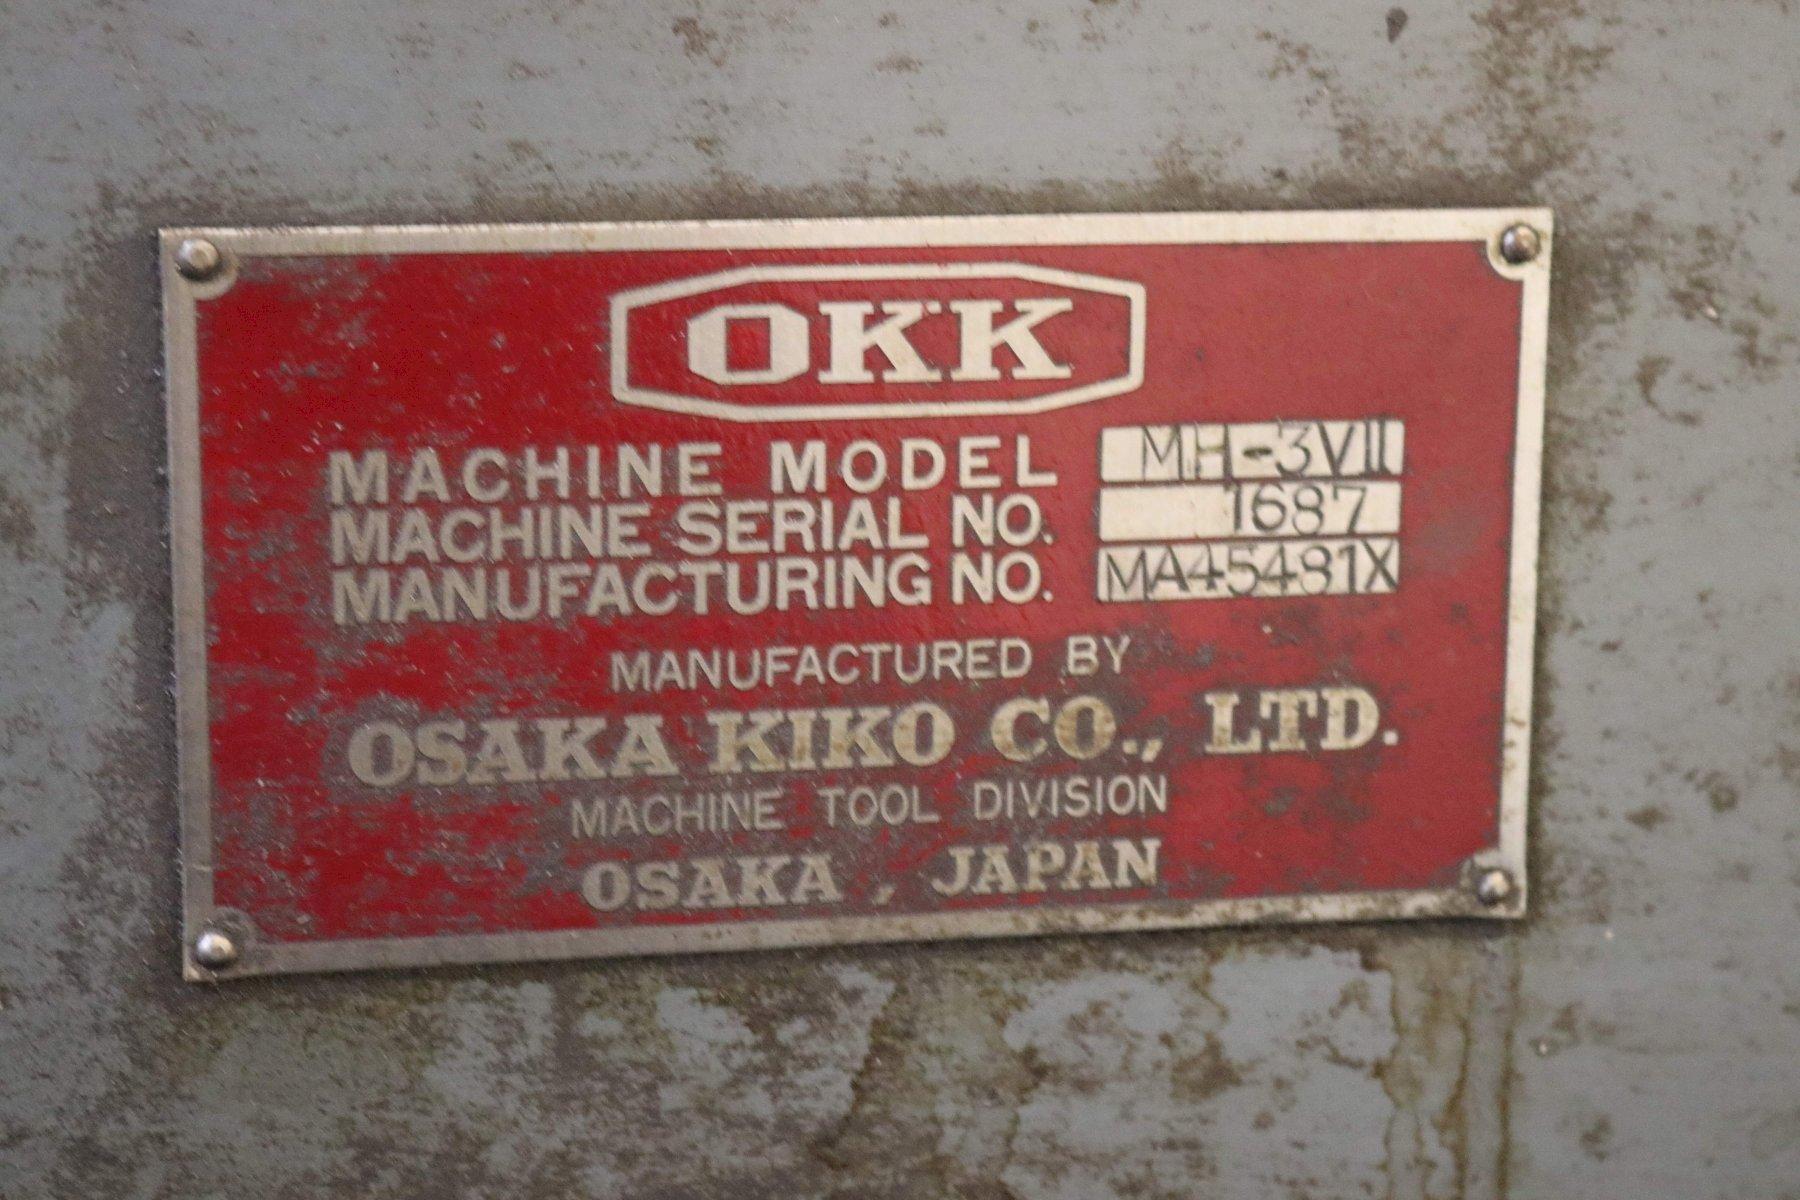 OKK
MACHINE MODEL MH-3VII
MACHINE SERIAL NO. 1687
MANUFACTURING NO. MA45481X
MANUFACTURED BY
OSAKA KIKO CO., LTD.
MACHINE TOOL DIVISION
OSAKA , JAPAN